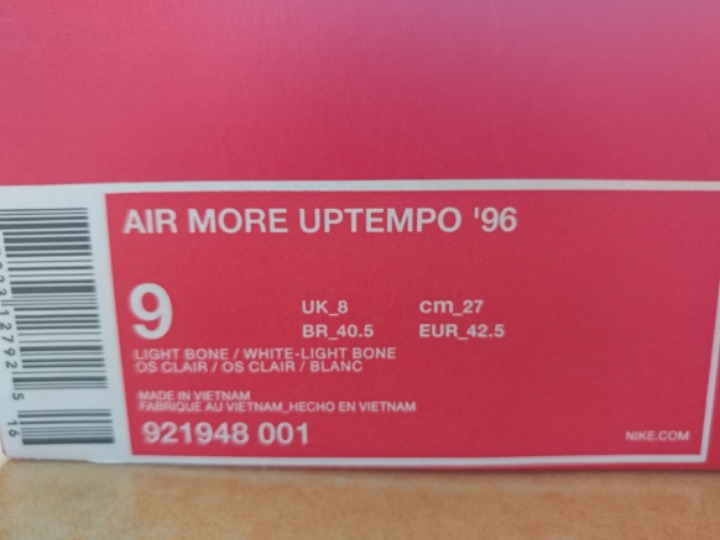 AIR MORE UPTEMPO '96
9
UK_8 cm_27
BR_40.5 EUR_42.5
LIGHT BONE / WHITE-LIGHT BONE
OS CLAIR / OS CLAIR / BLANC
MADE IN VIETNAM
FABRIQUE AU VIETNAM_HECHO EN VIETNAM
921948 001
NIKE.COM